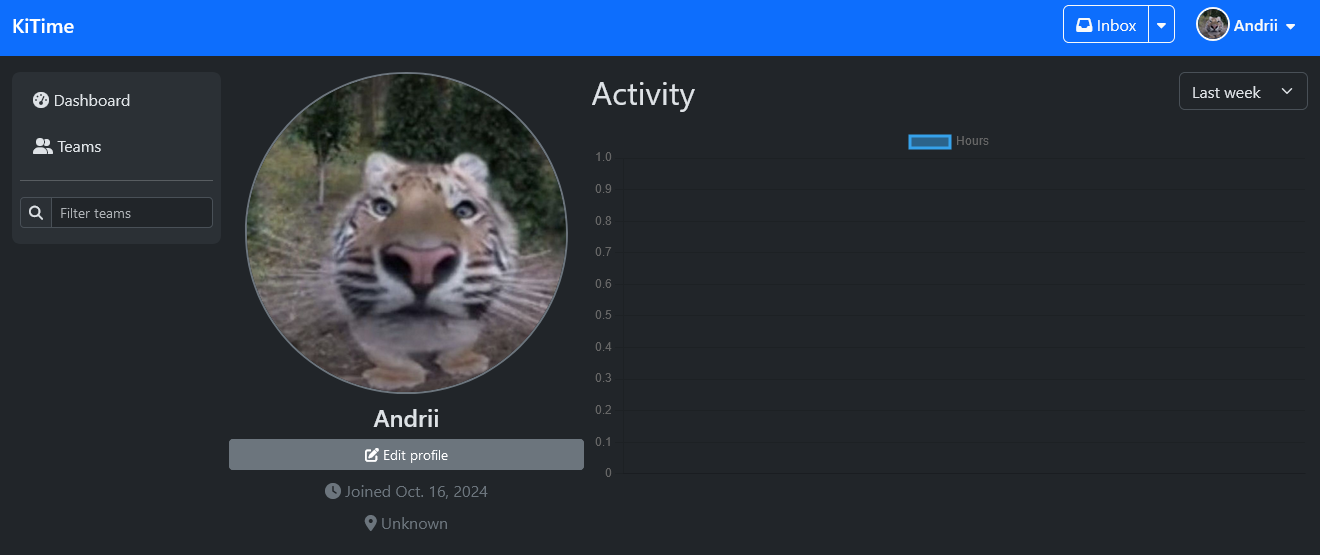 KiTime
Inbox
Andrii
Dashboard
Teams
Filter teams
Andrii
Edit profile
Joined Oct. 16, 2024
Unknown
Activity
Last week
Hours
1.0
0.9
0.8
0.7
0.6
0.5
0.4
0.3
0.2
0.1
0